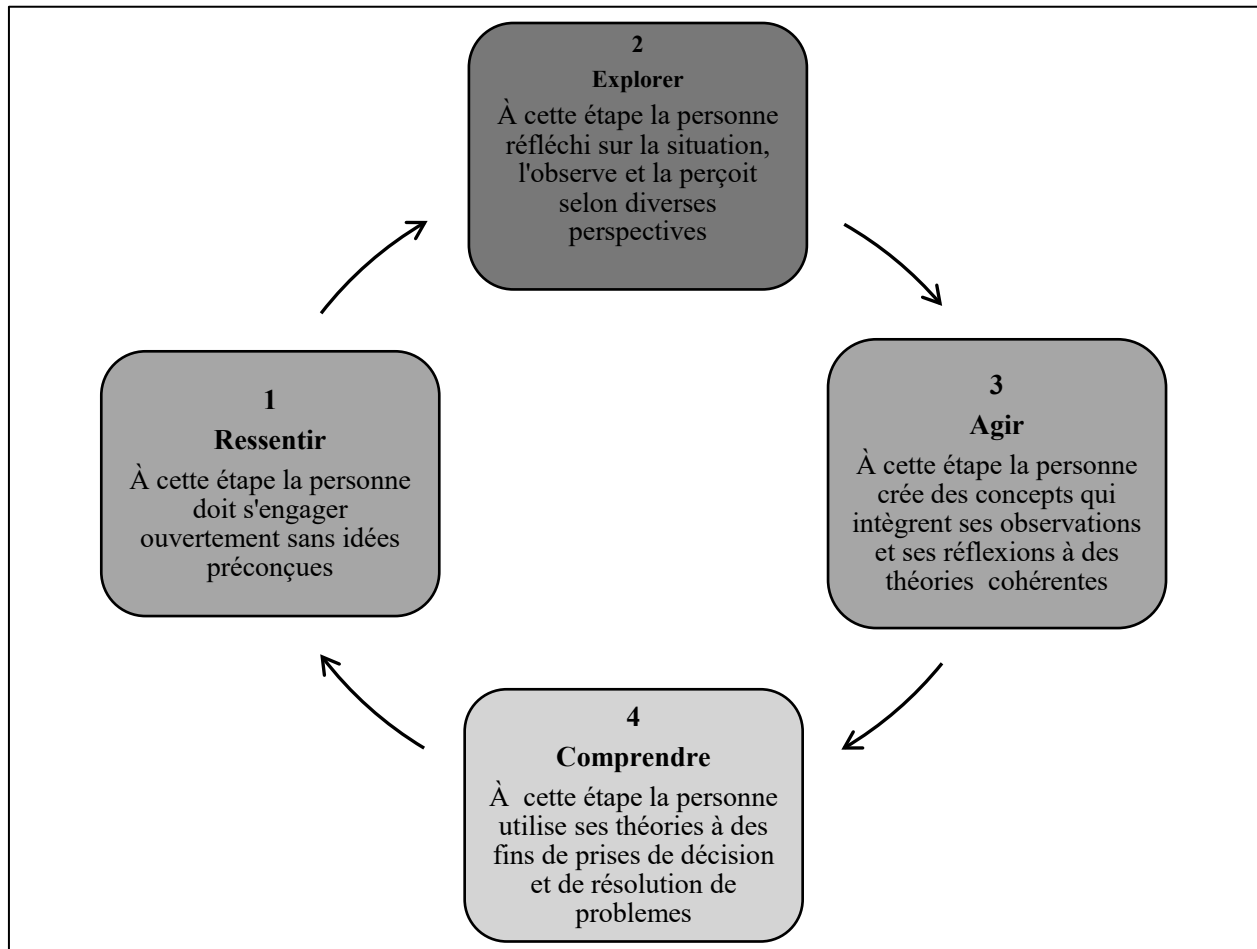 2
Explorer
À cette étape la personne
réfléchi sur la situation,
l'observe et la perçoit
selon diverses
perspectives
1
Ressentir
À cette étape la personne
doit s'engager
ouvertement sans idées
préconçues
3
Agir
À cette étape la personne
crée des concepts qui
intègrent ses observations
et ses réflexions à des
théories cohérentes
4
Comprendre
À cette étape la personne
utilise ses théories à des
fins de prises de décision
et de résolution de
problemes